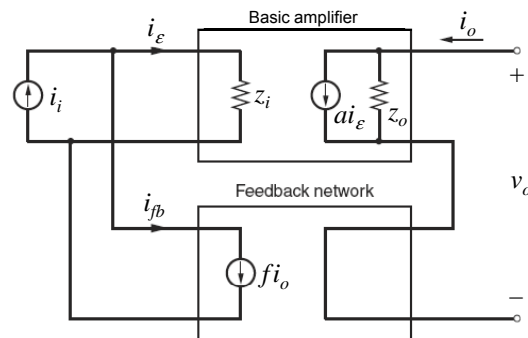 Basic amplifier
i_o
i_ε
+
i_i
z_i
ai_ε
z_o
Feedback network
v_o
i_fb
fi_o
−